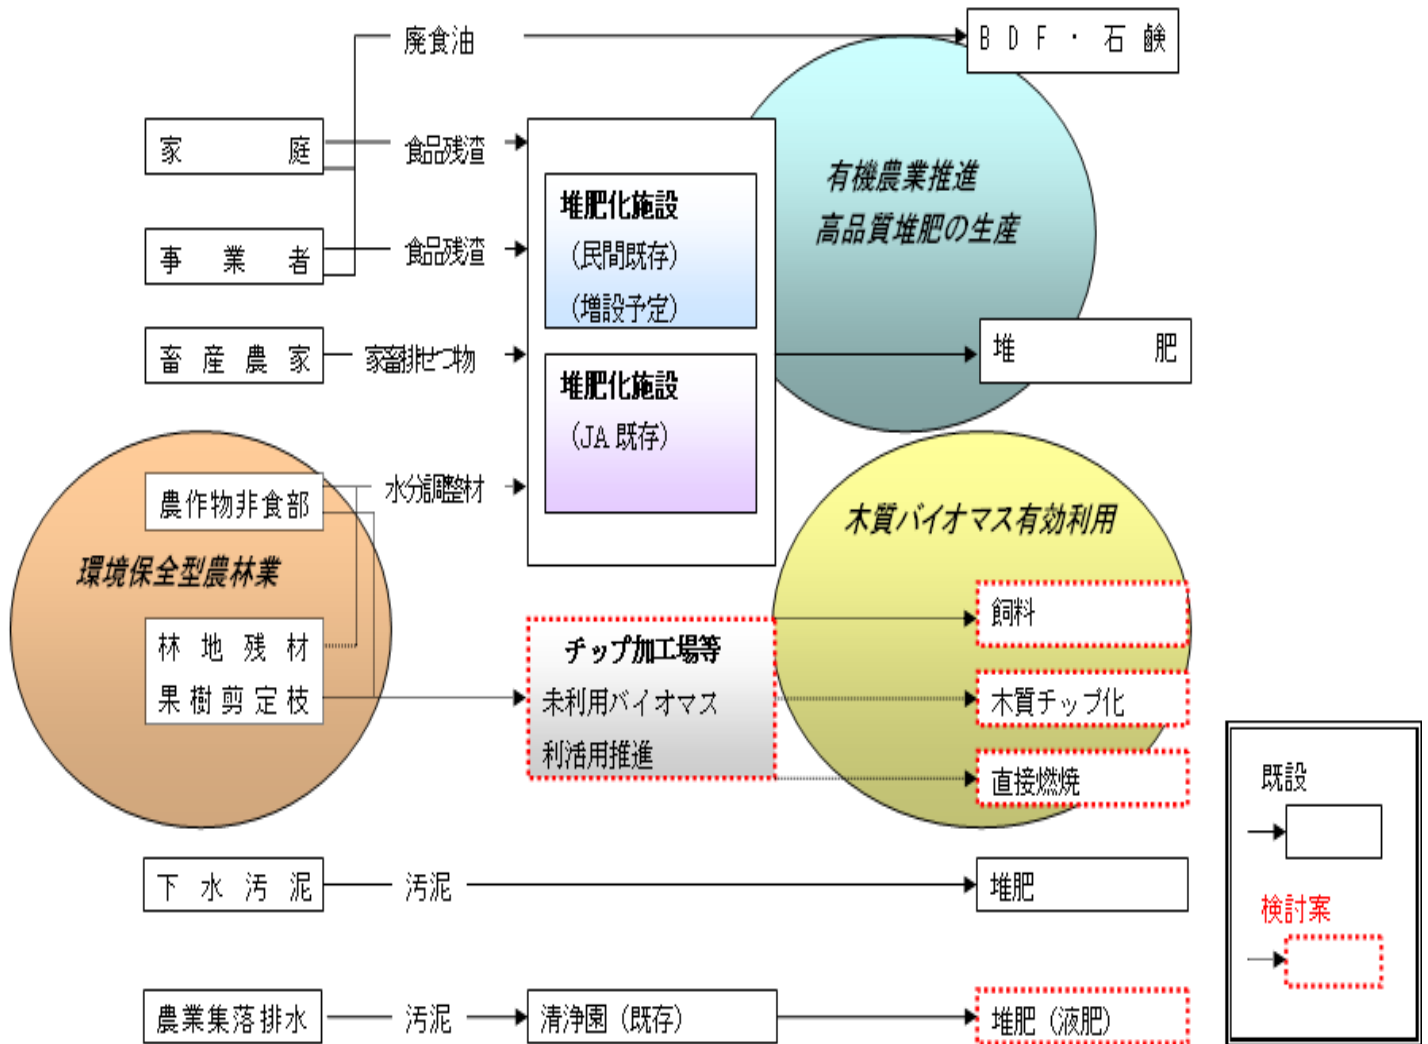 廃食油
BDF・石鹸
家庭
食品残渣
事業者
食品残渣
畜産農家
家畜排せつ物
農作物非食部
水分調整材
堆肥化施設
（民間既存）
（増設予定）
堆肥化施設
（JA 既存）
有機農業推進
高品質堆肥の生産
堆肥
環境保全型農林業
林地残材
果樹剪定枝
チップ加工場等
未利用バイオマス
利活用推進
木質バイオマス有効利用
飼料
木質チップ化
直接燃焼
下水汚泥
汚泥
堆肥
農業集落排水
汚泥
清浄園（既存）
堆肥（液肥）
既設
検討案